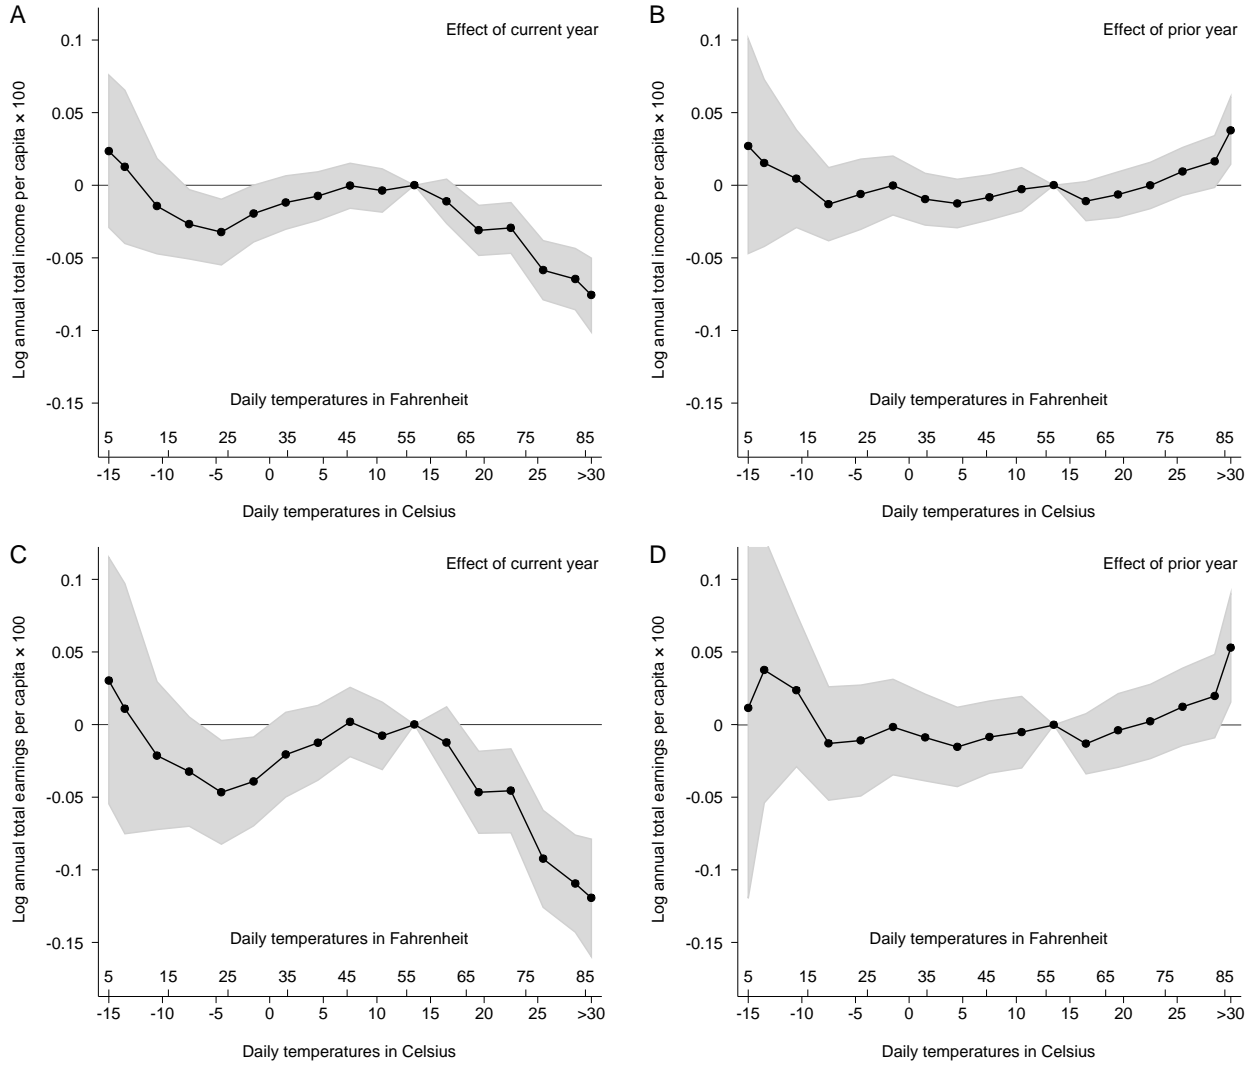 A
Effect of current year
Log annual total income per capita × 100
0.1
0.05
0
-0.05
-0.1
-0.15
Daily temperatures in Fahrenheit
5 15 25 35 45 55 65 75 85
-15 -10 -5 0 5 10 15 20 25 >30
Daily temperatures in Celsius
B
Effect of prior year
Log annual total income per capita × 100
0.1
0.05
0
-0.05
-0.1
-0.15
Daily temperatures in Fahrenheit
5 15 25 35 45 55 65 75 85
-15 -10 -5 0 5 10 15 20 25 >30
Daily temperatures in Celsius
C
Effect of current year
Log annual total earnings per capita × 100
0.1
0.05
0
-0.05
-0.1
-0.15
Daily temperatures in Fahrenheit
5 15 25 35 45 55 65 75 85
-15 -10 -5 0 5 10 15 20 25 >30
Daily temperatures in Celsius
D
Effect of prior year
Log annual total earnings per capita × 100
0.1
0.05
0
-0.05
-0.1
-0.15
Daily temperatures in Fahrenheit
5 15 25 35 45 55 65 75 85
-15 -10 -5 0 5 10 15 20 25 >30
Daily temperatures in Celsius